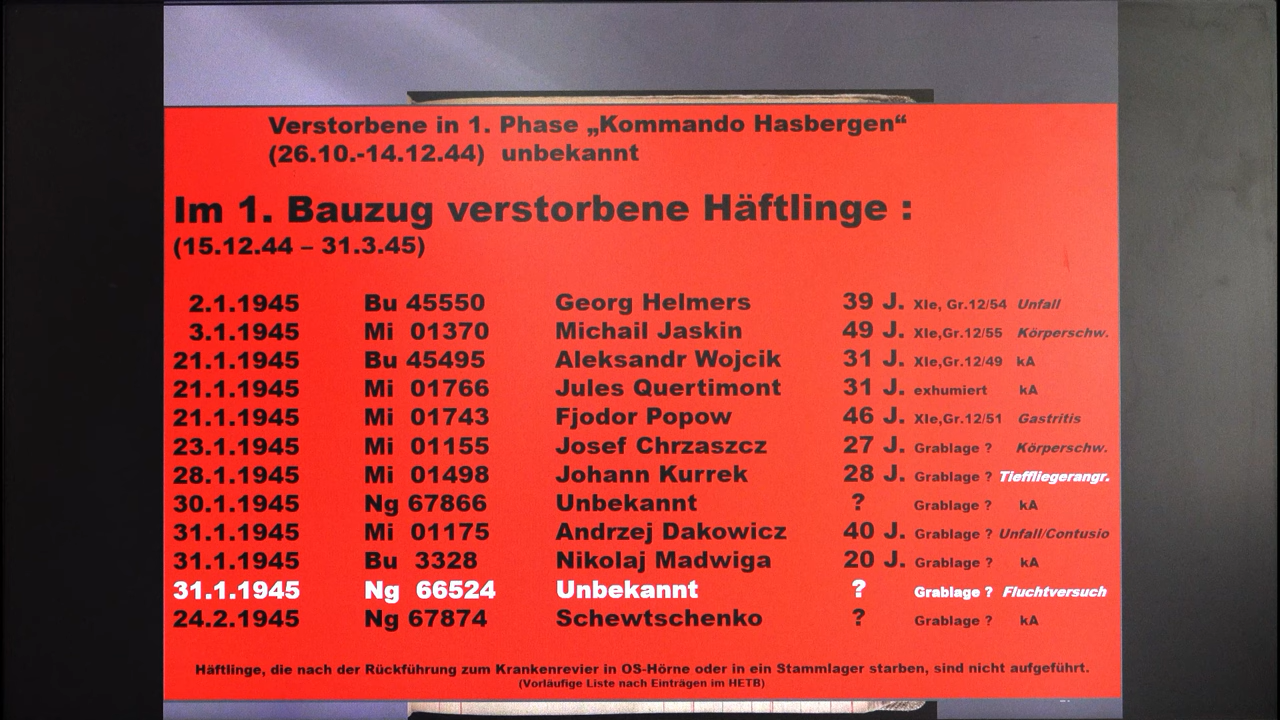 Verstorbene in 1. Phase „Kommando Hasbergen“
(26.10.-14.12.44) unbekannt
Im 1. Bauzug verstorbene Häftlinge :
(15.12.44 – 31.3.45)
2.1.1945 Bu 45550 Georg Helmers 39 J. XIe, Gr.12/54 Unfall
3.1.1945 Mi 01370 Michail Jaskin 49 J. XIe,Gr.12/55 Körperschw.
21.1.1945 Bu 45495 Aleksandr Wojcik 31 J. XIe,Gr.12/49 kA
21.1.1945 Mi 01766 Jules Quertimont 31 J. exhumiert kA
21.1.1945 Mi 01743 Fjodor Popow 46 J. XIe,Gr.12/51 Gastritis
23.1.1945 Mi 01155 Josef Chrzaszcz 27 J. Grablage ? Körperschw.
28.1.1945 Mi 01498 Johann Kurrek 28 J. Grablage ? Tieffliegerangr.
30.1.1945 Ng 67866 Unbekannt ? Grablage ? kA
31.1.1945 Mi 01175 Andrzej Dakowicz 40 J. Grablage ? Unfall/Contusio
31.1.1945 Bu 3328 Nikolaj Madwiga 20 J. Grablage ? kA
31.1.1945 Ng 66524 Unbekannt ? Grablage ? Fluchtversuch
24.2.1945 Ng 67874 Schewtschenko ? Grablage ? kA
Häftlinge, die nach der Rückführung zum Krankenrevier in OS-Hörne oder in ein Stammlager starben, sind nicht aufgeführt.
(Vorläufige Liste nach Einträgen im HETB)